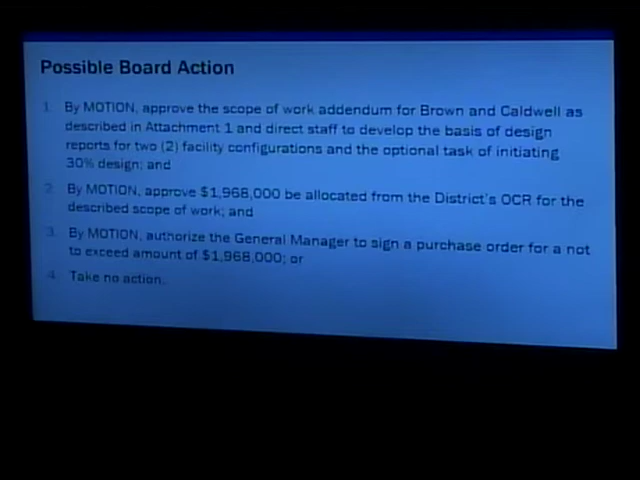 Possible Board Action
1. By MOTION, approve the scope of work addendum for Brown and Caldwell as
described in Attachment 1 and direct staff to develop the basis of design
reports for two (2) facility configurations and the optional task of initiating
30% design; and
2. By MOTION, approve $1,968,000 be allocated from the District's OCR for the
described scope of work; and
3. By MOTION, authorize the General Manager to sign a purchase order for a not
to exceed amount of $1,968,000; or
4. Take no action.